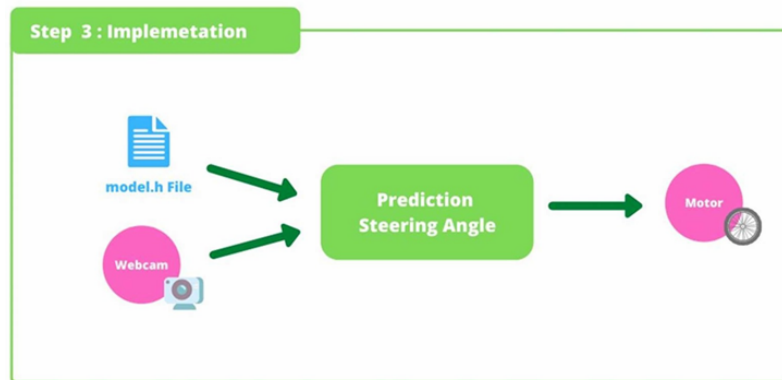 Step 3 : Implemetation
model.h File
Webcam
Prediction
Steering Angle
Motor